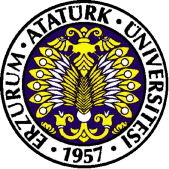 ERZURUM · ATATÜRK · ÜNİVERSİTESİ
· 1957 ·